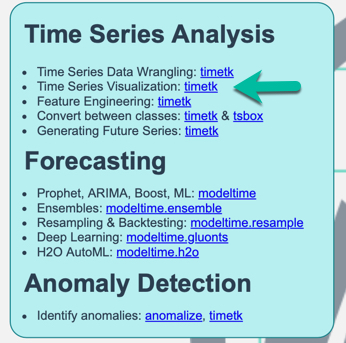 Time Series Analysis
Time Series Data Wrangling: timetk
Time Series Visualization: timetk
Feature Engineering: timetk
Convert between classes: timetk & tsbox
Generating Future Series: timetk
Forecasting
Prophet, ARIMA, Boost, ML: modeltime
Ensembles: modeltime.ensemble
Resampling & Backtesting: modeltime.resample
Deep Learning: modeltime.gluonts
H2O AutoML: modeltime.h2o
Anomaly Detection
Identify anomalies: anomalize, timetk